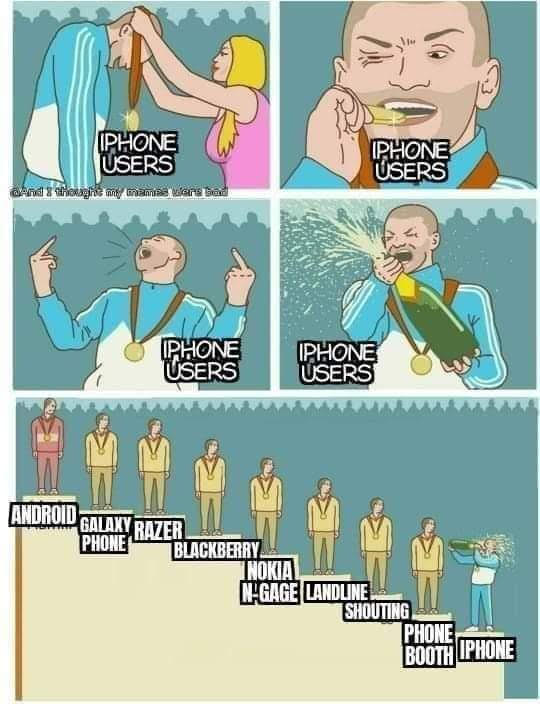 IPHONE
USERS
IPHONE
USERS
@And I thought my memes were bad
IPHONE
USERS
IPHONE
USERS
ANDROID
GALAXY
PHONE
RAZER
BLACKBERRY
NOKIA
N-GAGE
LANDLINE
SHOUTING
PHONE
BOOTH
IPHONE